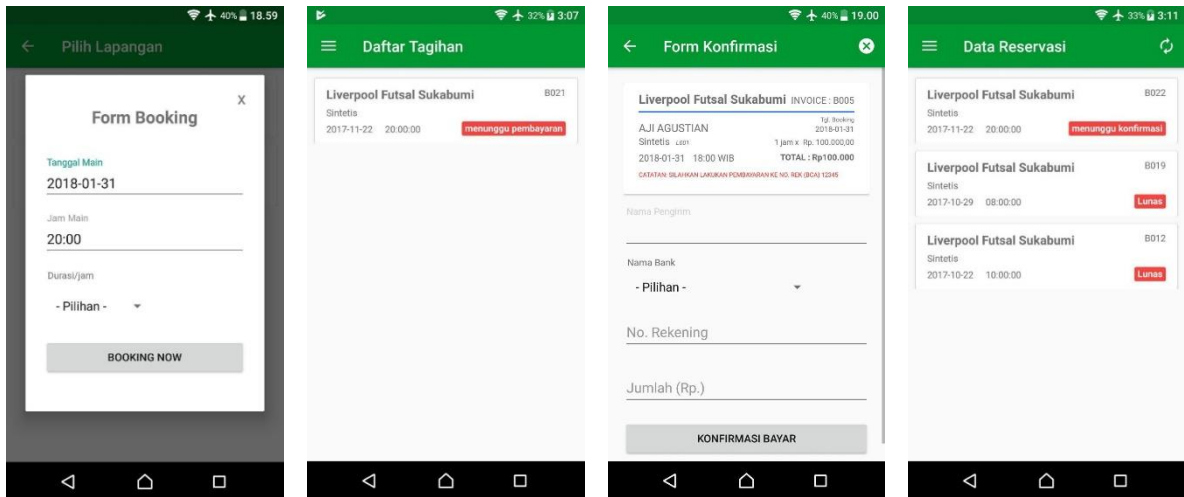 40% 18.59
Pilih Lapangan
X
Form Booking
Tanggal Main
2018-01-31
Jam Main
20:00
Durasi/jam
- Pilihan -
BOOKING NOW
32% 3:07
Daftar Tagihan
Liverpool Futsal Sukabumi B021
Sintetis
2017-11-22 20:00:00 menunggu pembayaran
40% 19.00
Form Konfirmasi
Liverpool Futsal Sukabumi INVOICE : B005
Tgl. Booking
AJI AGUSTIAN 2018-01-31
Sintetis L001 1 jam x Rp. 100.000,00
2018-01-31 18:00 WIB TOTAL : Rp100.000
CATATAN: SILAHKAN LAKUKAN PEMBAYARAN KE NO. REK (BCA) 12345
Nama Pengirim
Nama Bank
- Pilihan -
No. Rekening
Jumlah (Rp.)
KONFIRMASI BAYAR
33% 3:11
Data Reservasi
Liverpool Futsal Sukabumi B022
Sintetis
2017-11-22 20:00:00 menunggu konfirmasi
Liverpool Futsal Sukabumi B019
Sintetis
2017-10-29 08:00:00 Lunas
Liverpool Futsal Sukabumi B012
Sintetis
2017-10-22 10:00:00 Lunas